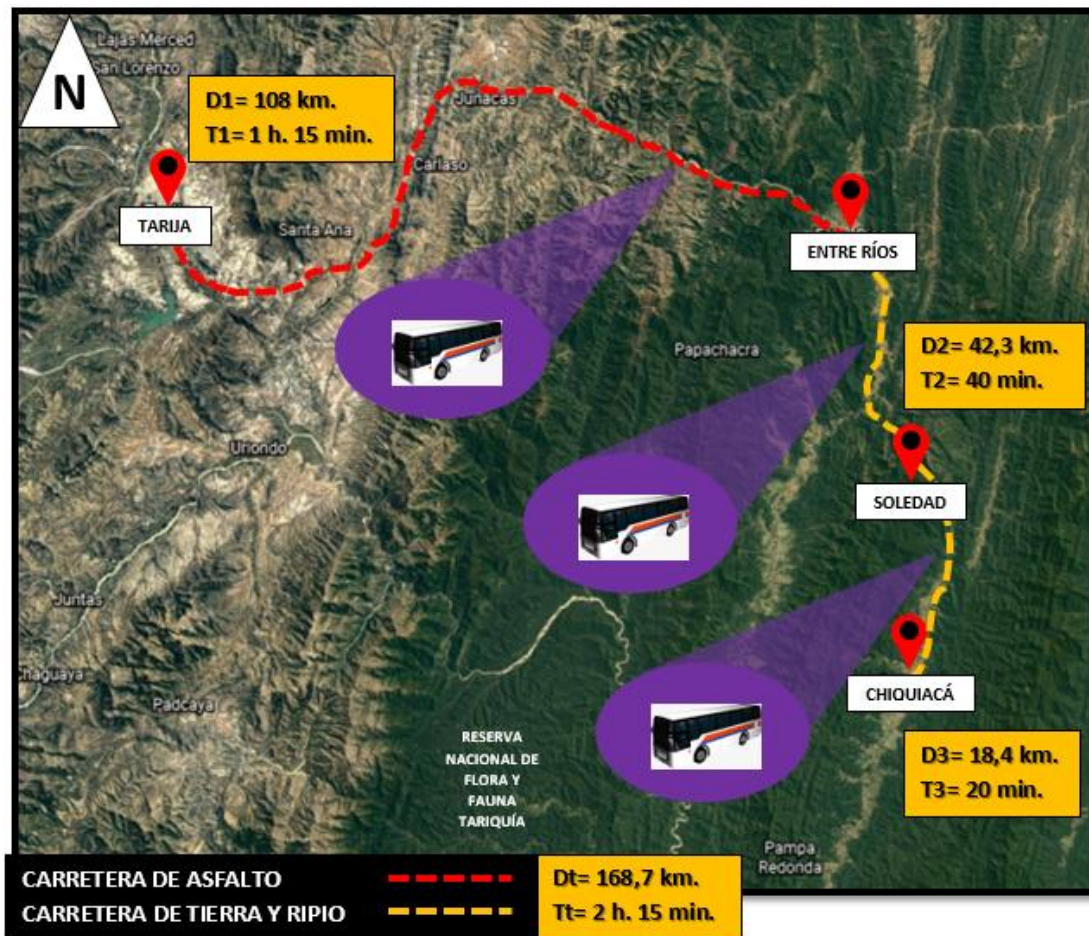 Lajas Merced
San Lorenzo
N
D1= 108 km.
T1= 1 h. 15 min.
Junacas
Carlaso
TARIJA
Santa Ana
ENTRE RÍOS
Papachacra
D2= 42,3 km.
T2= 40 min.
Uriondo
SOLEDAD
Juntas
Chaguaya
Padcaya
CHIQUIACÁ
RESERVA
NACIONAL DE
FLORA Y
FAUNA
TARIQUÍA
D3= 18,4 km.
T3= 20 min.
Pampa
Redonda
CARRETERA DE ASFALTO
CARRETERA DE TIERRA Y RIPIO
Dt= 168,7 km.
Tt= 2 h. 15 min.